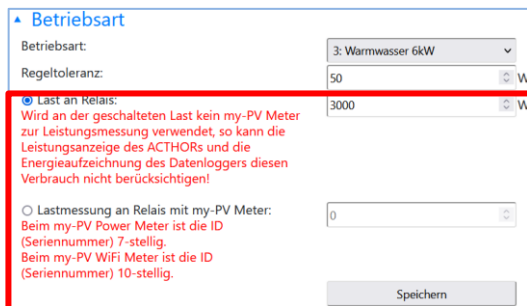 Betriebsart
Betriebsart:
3: Warmwasser 6kW
Regeltoleranz:
50
W
Last an Relais:
3000
W
Wird an der geschalteten Last kein my-PV Meter
zur Leistungsmessung verwendet, so kann die
Leistungsanzeige des ACTHORs und die
Energieaufzeichnung des Datenloggers diesen
Verbrauch nicht berücksichtigen!
Lastmessung an Relais mit my-PV Meter:
0
Beim my-PV Power Meter ist die ID
(Seriennummer) 7-stellig.
Beim my-PV WiFi Meter ist die ID
(Seriennummer) 10-stellig.
Speichern